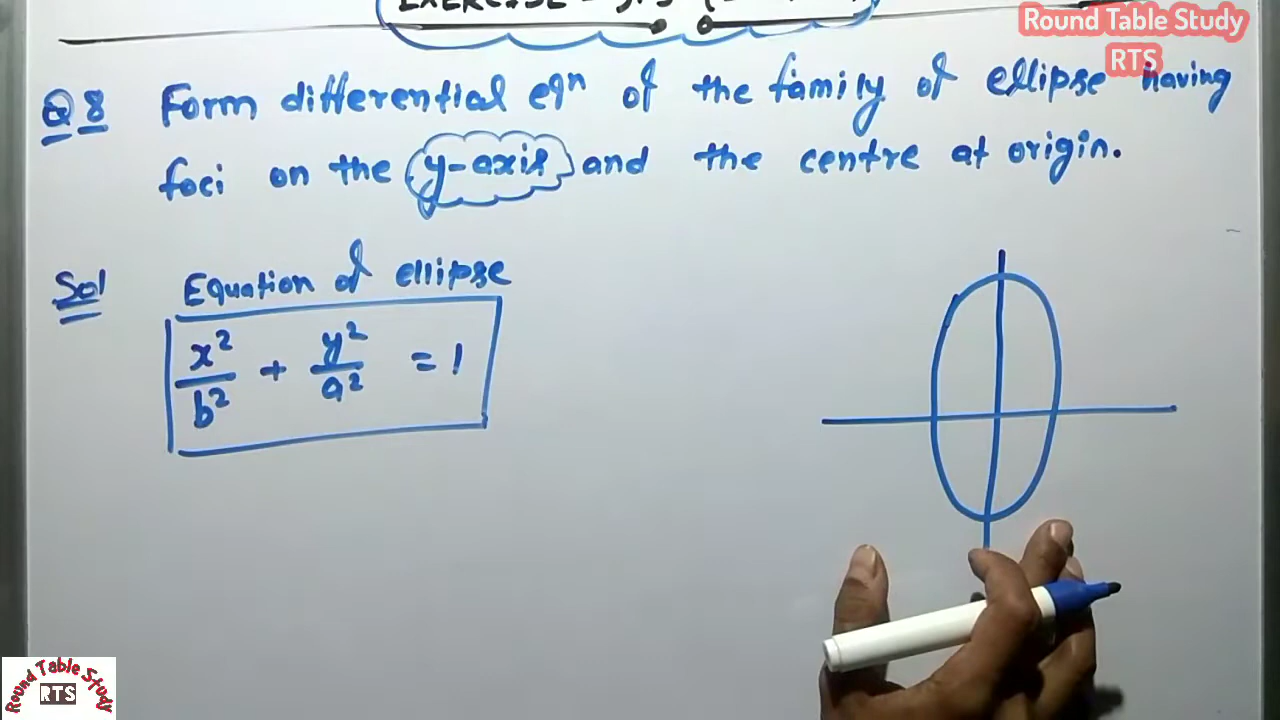 Round Table Study
RTS
Q 8 Form differential eqn of the family of ellipse having
foci on the y-axis and the centre at origin.
Sol Equation of ellipse
x²/b² + y²/a² = 1
Round Table Study
RTS